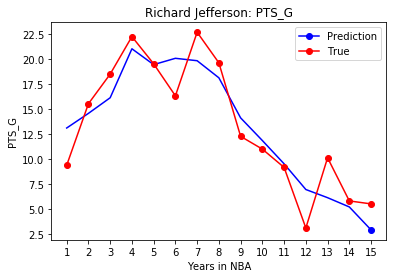 Richard Jefferson: PTS_G
Prediction
True
22.5
20.0
17.5
15.0
12.5
10.0
7.5
5.0
2.5
PTS_G
1 2 3 4 5 6 7 8 9 10 11 12 13 14 15
Years in NBA